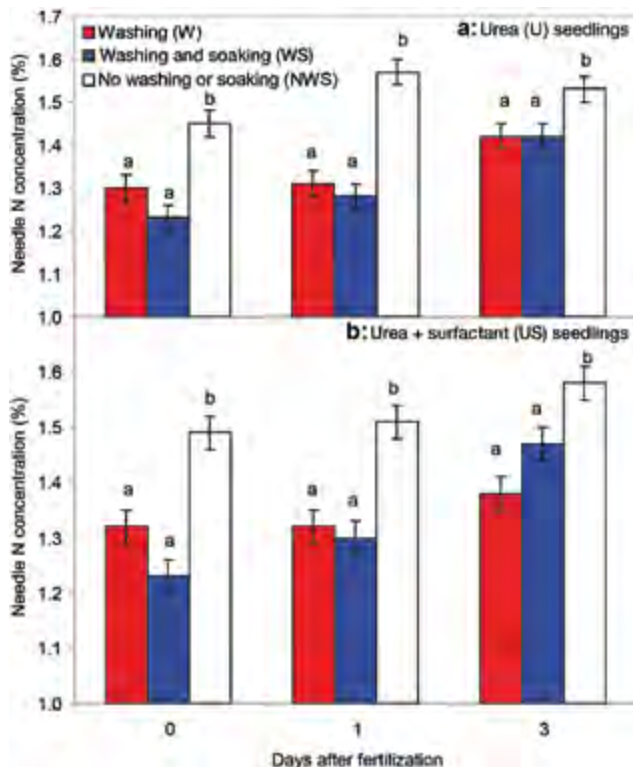 1.7
Washing (W)
a: Urea (U) seedlings
Washing and soaking (WS)
No washing or soaking (NWS)
b
b
b
1.6
1.5
1.4
1.3
1.2
1.1
1.0
a
a
a
a
a
a
Needle N concentration (%)
b: Urea + surfactant (US) seedlings
b
b
b
1.6
1.5
1.4
1.3
1.2
1.1
1.0
a
a
a
a
a
a
Needle N concentration (%)
0
1
3
Days after fertilization